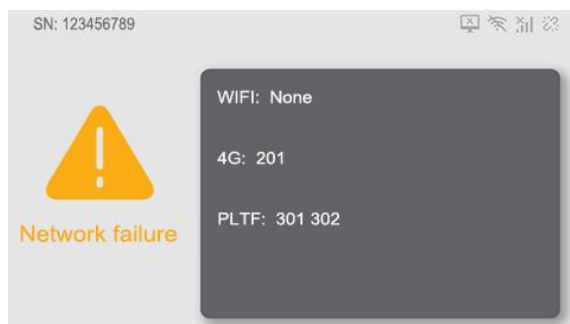 SN: 123456789
WIFI: None
4G: 201
PLTF: 301 302
Network failure